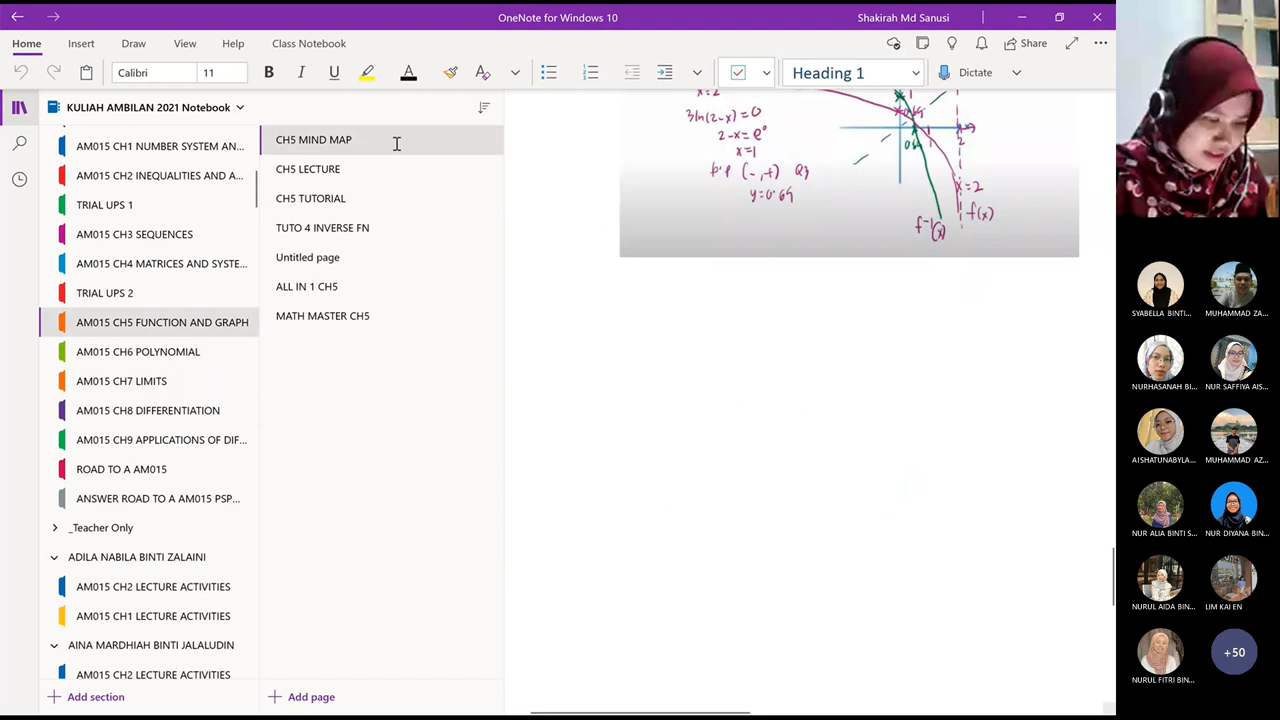 OneNote for Windows 10
Shakirah Md Sanusi
Home Insert Draw View Help Class Notebook
Share
Calibri 11 B I U A Heading 1 Dictate
KULIAH AMBILAN 2021 Notebook
AM015 CH1 NUMBER SYSTEM AN...
AM015 CH2 INEQUALITIES AND A...
TRIAL UPS 1
AM015 CH3 SEQUENCES
AM015 CH4 MATRICES AND SYSTE...
TRIAL UPS 2
AM015 CH5 FUNCTION AND GRAPH
AM015 CH6 POLYNOMIAL
AM015 CH7 LIMITS
AM015 CH8 DIFFERENTIATION
AM015 CH9 APPLICATIONS OF DIF...
ROAD TO A AM015
ANSWER ROAD TO A AM015 PSP...
_Teacher Only
ADILA NABILA BINTI ZALAINI
AM015 CH2 LECTURE ACTIVITIES
AM015 CH1 LECTURE ACTIVITIES
AINA MARDHIAH BINTI JALALUDIN
AM015 CH2 LECTURE ACTIVITIES
Add section
CH5 MIND MAP
CH5 LECTURE
CH5 TUTORIAL
TUTO 4 INVERSE FN
Untitled page
ALL IN 1 CH5
MATH MASTER CH5
Add page
x=2
3ln(2-x)=0
2-x=e⁰
x=1
(-,+)
y=0.69
1
2
x=2
f(x)
f⁻¹(x)
SYABELLA BINTI...
MUHAMMAD ZA...
NURHASANAH BI...
NUR SAFFIYA AIS...
AISHATUNABYLA...
MUHAMMAD AZ...
NUR ALIA BINTI S...
NUR DIYANA BIN...
NURUL AIDA BIN...
LIM KAI EN
NURUL FITRI BIN...
+50